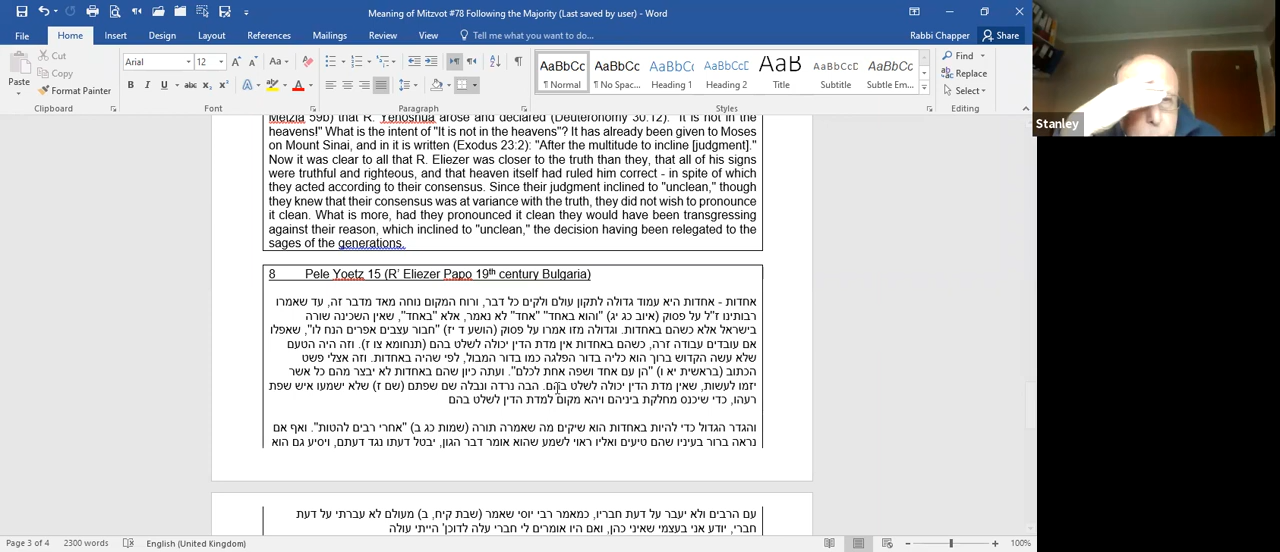 Meaning of Mitzvot #78 Following the Majority (Last saved by user) - Word
File Home Insert Design Layout References Mailings Review View Tell me what you want to do... Rabbi Chapper Share
Paste Cut Copy Format Painter
Arial 12
AaBbCc AaBbCc AaBbCc AaBbCcC AaB AaBbCcC AaBbCc
¶ Normal ¶ No Spac... Heading 1 Heading 2 Title Subtitle Subtle Em...
Find Replace Select
Clipboard Font Paragraph Styles Editing
Stanley
Metzia 59b) that R. Yehoshua arose and declared (Deuteronomy 30:12): "It is not in the
heavens!" What is the intent of "It is not in the heavens"? It has already been given to Moses
on Mount Sinai, and in it is written (Exodus 23:2): "After the multitude to incline [judgment]."
Now it was clear to all that R. Eliezer was closer to the truth than they, that all of his signs
were truthful and righteous, and that heaven itself had ruled him correct - in spite of which
they acted according to their consensus. Since their judgment inclined to "unclean," though
they knew that their consensus was at variance with the truth, they did not wish to pronounce
it clean. What is more, had they pronounced it clean they would have been transgressing
against their reason, which inclined to "unclean," the decision having been relegated to the
sages of the generations.
8 Pele Yoetz 15 (R' Eliezer Papo 19th century Bulgaria)
אחדות - אחדות היא עמוד גדולה לתקון עולם ולקים כל דבר, ורוח המקום נוחה מאד מדבר זה, עד שאמרו
רבותינו ז"ל על פסוק (איוב כג יג) "והוא באחד" "אחד" לא נאמר, אלא "באחד", שאין השכינה שורה
בישראל אלא כשהם באחדות. וגדולה מזו אמרו על פסוק (הושע ד יז) "חבור עצבים אפרים הנח לו", שאפלו
אם עובדים עבודה זרה, כשהם באחדות אין מדת הדין יכולה לשלט בהם (תנחומא צו ז). וזה היה הטעם
שלא עשה הקדוש ברוך הוא כליה בדור הפלגה כמו בדור המבול, לפי שהיה באחדות. וזה אצלי פשט
הכתוב (בראשית יא ו) "הן עם אחד ושפה אחת לכלם". ועתה כיון שהם באחדות לא יבצר מהם כל אשר
יזמו לעשות, שאין מדת הדין יכולה לשלט בהם. הבה נרדה ונבלה שם שפתם (שם ז) שלא ישמעו איש שפת
רעהו, כדי שיכנס מחלקת ביניהם ויהא מקום למדת הדין לשלט בהם
והגדר הגדול כדי להיות באחדות הוא שיקים מה שאמרה תורה (שמות כג ב) "אחרי רבים להטות". ואף אם
נראה ברור בעיניו שהם טיעים ואליו ראוי לשמע שהוא אומר דבר הגון, יבטל דעתו נגד דעתם, ויסיע גם הוא
עם הרבים ולא יעבר על דעת חבריו, כמאמר רבי יוסי שאמר (שבת קיח, ב) מעולם לא עברתי על דעת
חברי, יודע אני בעצמי שאיני כהן, ואם היו אומרים לי חברי עלה לדוכן' הייתי עולה
Page 3 of 4 2300 words English (United Kingdom) 100%